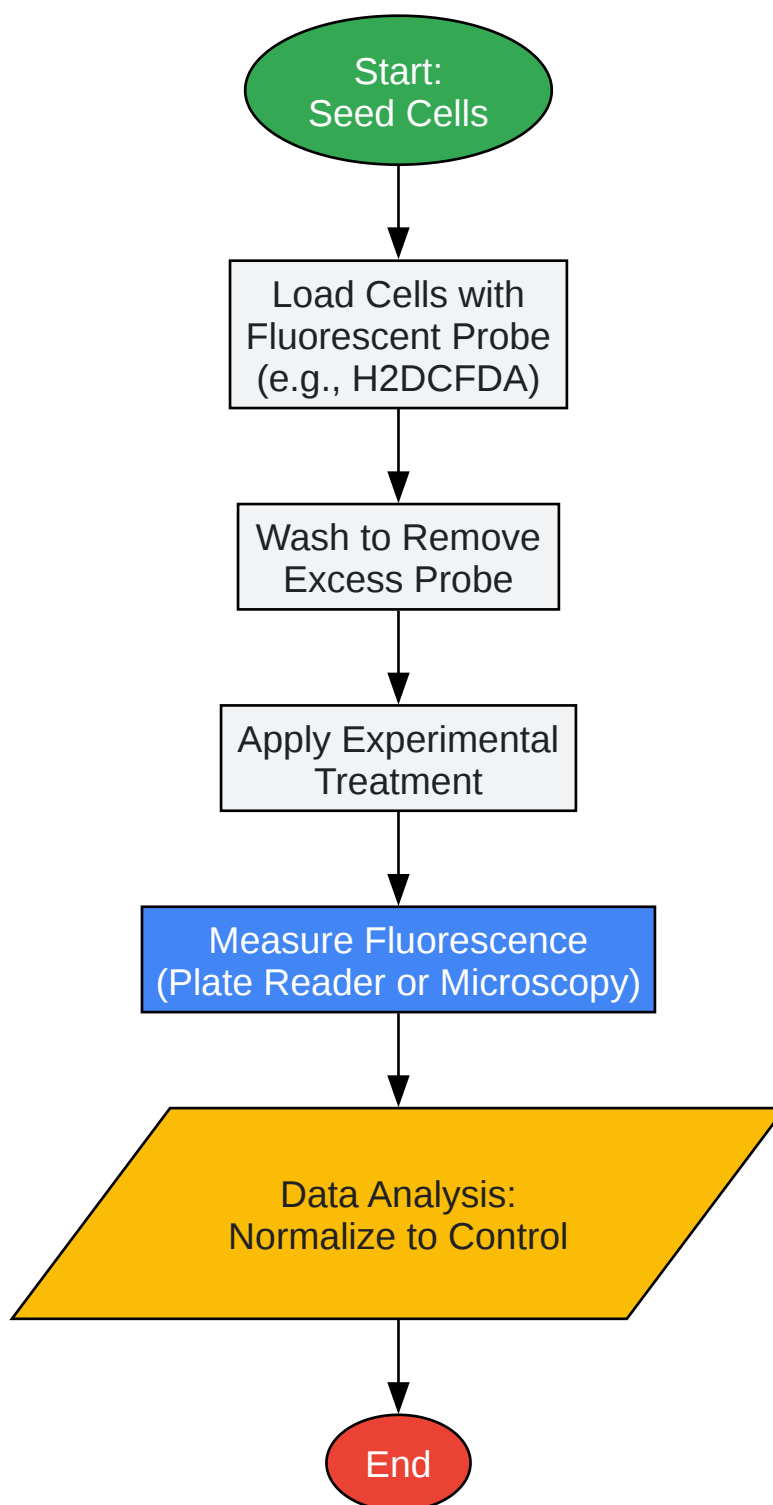 Start:
Seed Cells
Load Cells with
Fluorescent Probe
(e.g., H2DCFDA)
Wash to Remove
Excess Probe
Apply Experimental
Treatment
Measure Fluorescence
(Plate Reader or Microscopy)
Data Analysis:
Normalize to Control
End